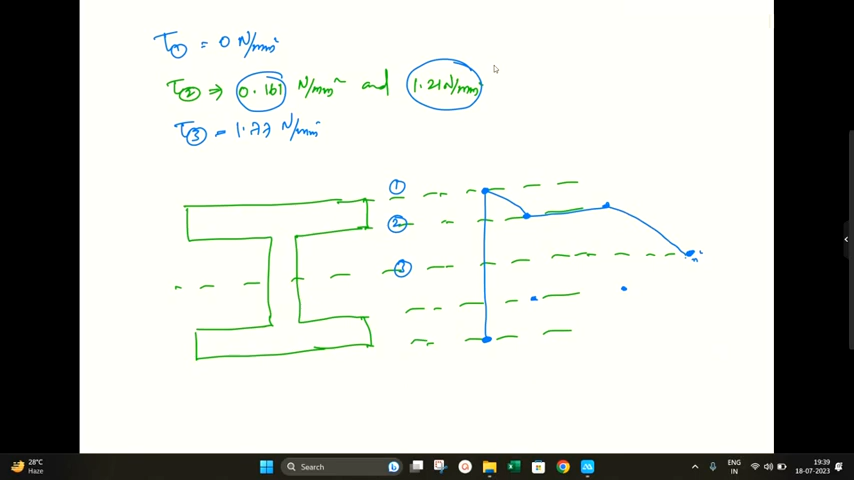 τ① = 0 N/mm²
τ② ⇒ 0.161 N/mm² and 1.21 N/mm²
τ③ = 1.77 N/mm²
①
②
③
28°C
Haze
Search
ENG
IN
19:39
18-07-2023